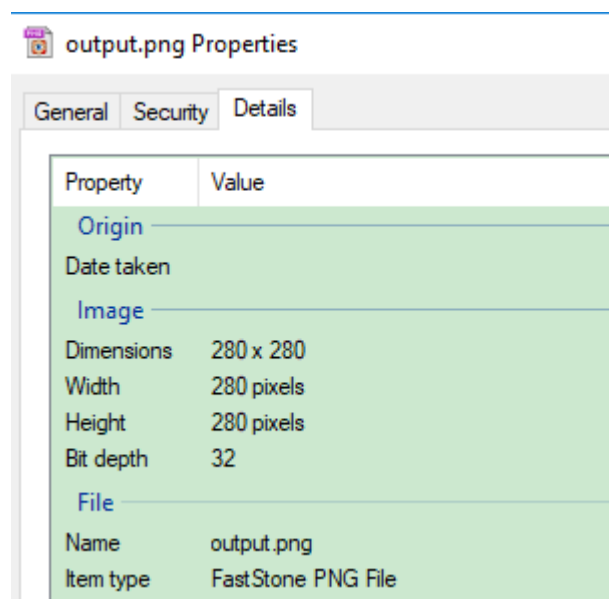 output.png Properties
General Security Details
Property Value
Origin
Date taken
Image
Dimensions 280 x 280
Width 280 pixels
Height 280 pixels
Bit depth 32
File
Name output.png
Item type FastStone PNG File